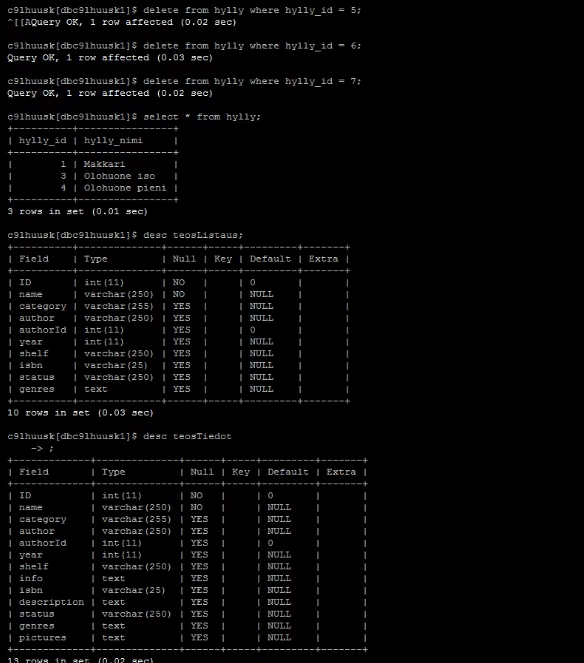 c9lhuusk[dbc9lhuusk1]$ delete from hylly where hylly_id = 5;
^[[AQuery OK, 1 row affected (0.02 sec)
c9lhuusk[dbc9lhuusk1]$ delete from hylly where hylly_id = 6;
Query OK, 1 row affected (0.03 sec)
c9lhuusk[dbc9lhuusk1]$ delete from hylly where hylly_id = 7;
Query OK, 1 row affected (0.02 sec)
c9lhuusk[dbc9lhuusk1]$ select * from hylly;
+----------+----------------+
| hylly_id | hylly_nimi     |
+----------+----------------+
|        1 | Makkari        |
|        3 | Olohuone iso   |
|        4 | Olohuone pieni |
+----------+----------------+
3 rows in set (0.01 sec)
c9lhuusk[dbc9lhuusk1]$ desc teosListaus;
+----------+--------------+------+-----+---------+-------+
| Field    | Type         | Null | Key | Default | Extra |
+----------+--------------+------+-----+---------+-------+
| ID       | int(11)      | NO   |     | 0       |       |
| name     | varchar(250) | NO   |     | NULL    |       |
| category | varchar(255) | YES  |     | NULL    |       |
| author   | varchar(250) | YES  |     | NULL    |       |
| authorId | int(11)      | YES  |     | 0       |       |
| year     | int(11)      | YES  |     | NULL    |       |
| shelf    | varchar(250) | YES  |     | NULL    |       |
| isbn     | varchar(25)  | YES  |     | NULL    |       |
| status   | varchar(250) | YES  |     | NULL    |       |
| genres   | text         | YES  |     | NULL    |       |
+----------+--------------+------+-----+---------+-------+
10 rows in set (0.03 sec)
c9lhuusk[dbc9lhuusk1]$ desc teosTiedot
    -> ;
+-------------+--------------+------+-----+---------+-------+
| Field       | Type         | Null | Key | Default | Extra |
+-------------+--------------+------+-----+---------+-------+
| ID          | int(11)      | NO   |     | 0       |       |
| name        | varchar(250) | NO   |     | NULL    |       |
| category    | varchar(255) | YES  |     | NULL    |       |
| author      | varchar(250) | YES  |     | NULL    |       |
| authorId    | int(11)      | YES  |     | 0       |       |
| year        | int(11)      | YES  |     | NULL    |       |
| shelf       | varchar(250) | YES  |     | NULL    |       |
| info        | text         | YES  |     | NULL    |       |
| isbn        | varchar(25)  | YES  |     | NULL    |       |
| description | text         | YES  |     | NULL    |       |
| status      | varchar(250) | YES  |     | NULL    |       |
| genres      | text         | YES  |     | NULL    |       |
| pictures    | text         | YES  |     | NULL    |       |
+-------------+--------------+------+-----+---------+-------+
13 rows in set (0.02 sec)